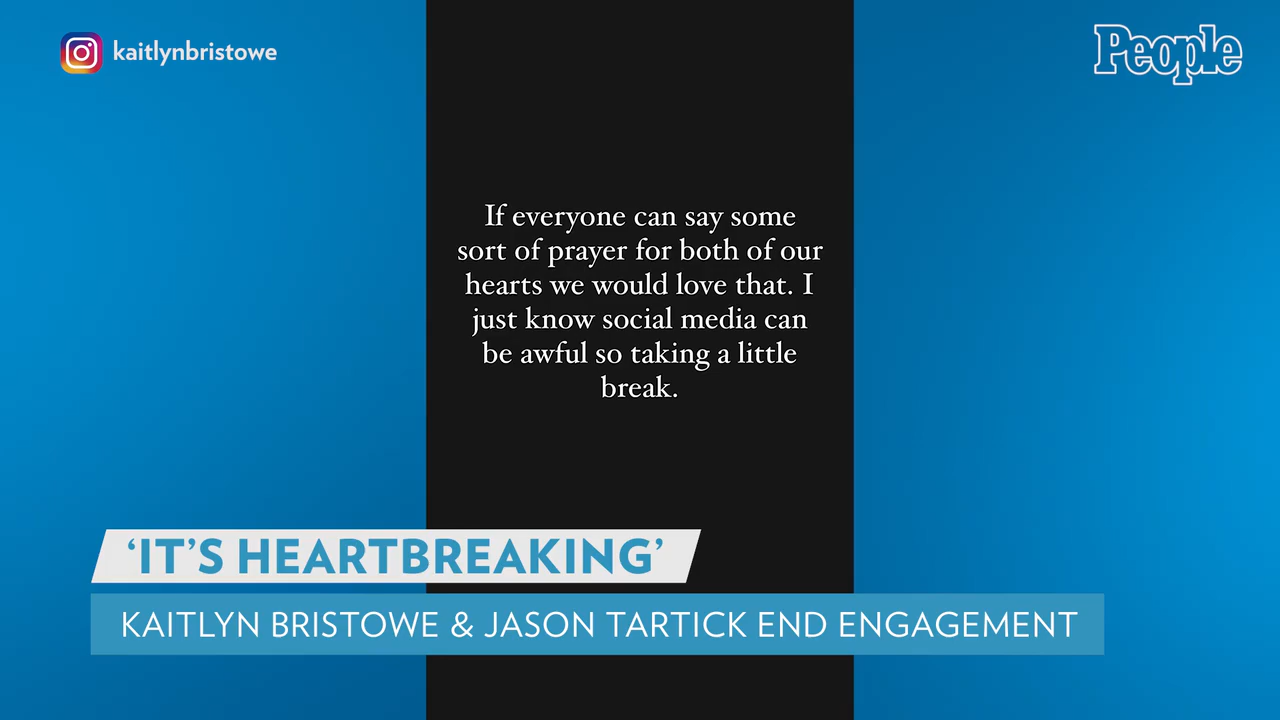 kaitlynbristowe
People
If everyone can say some
sort of prayer for both of our
hearts we would love that. I
just know social media can
be awful so taking a little
break.
‘IT’S HEARTBREAKING’
KAITLYN BRISTOWE & JASON TARTICK END ENGAGEMENT